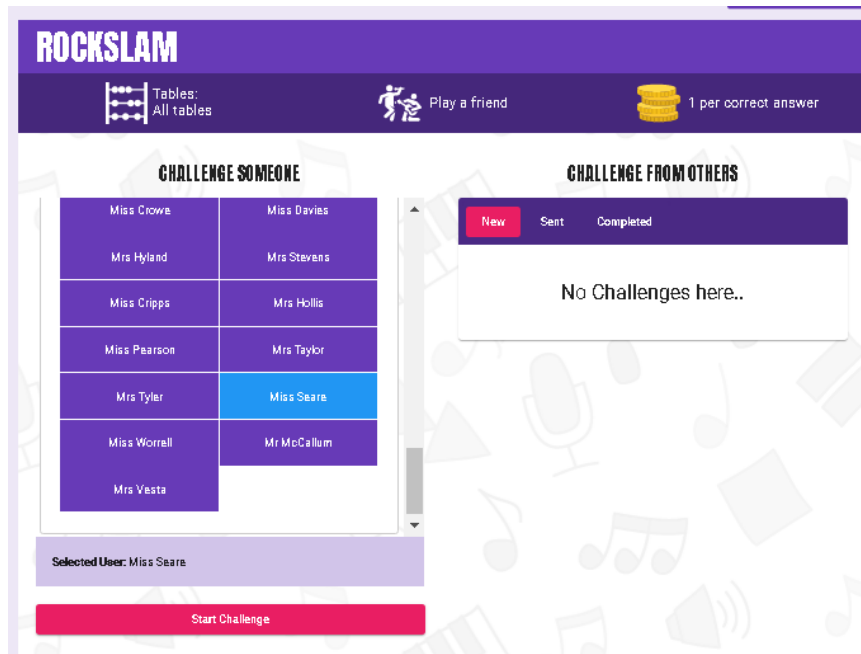 ROCKSLAM
Tables:
All tables
Play a friend
1 per correct answer
CHALLENGE SOMEONE
Miss Crowe
Miss Davies
Mrs Hyland
Mrs Stevens
Miss Cripps
Mrs Hollis
Miss Pearson
Mrs Taylor
Mrs Tyler
Miss Seare
Miss Worrell
Mr McCallum
Mrs Vesta
Selected User: Miss Seare
Start Challenge
CHALLENGE FROM OTHERS
New
Sent
Completed
No Challenges here..